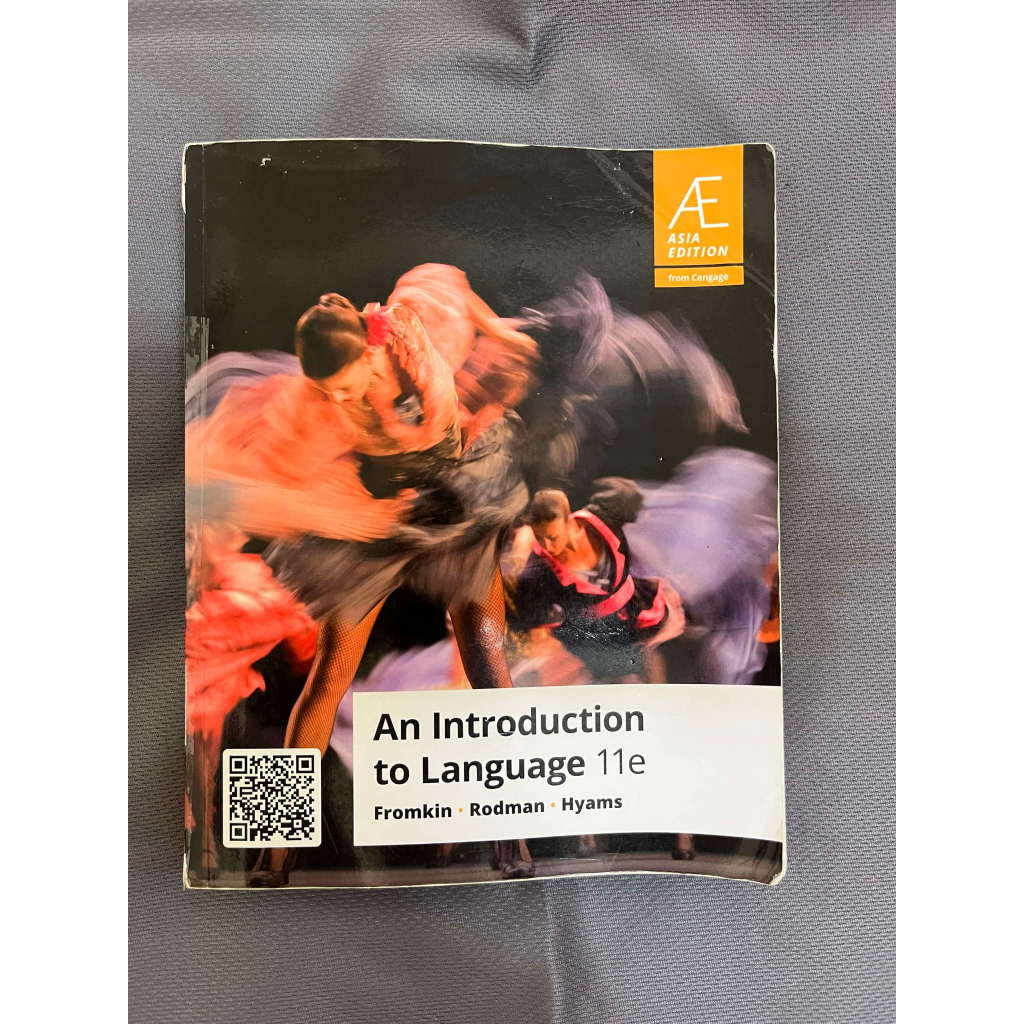 Æ
ASIA
EDITION
from Cengage
An Introduction
to Language 11e
Fromkin • Rodman • Hyams